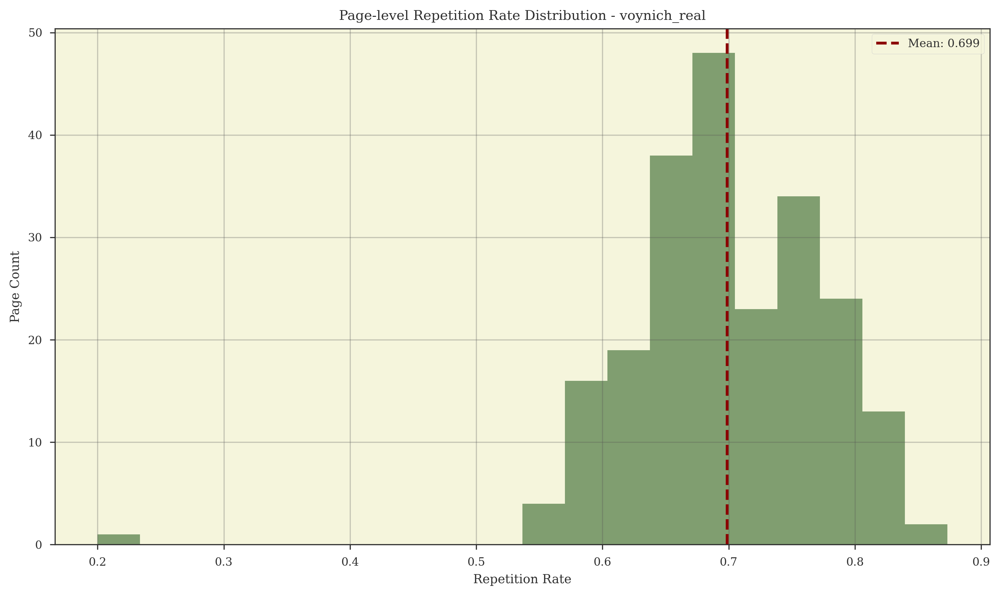 Page-level Repetition Rate Distribution - voynich_real
Mean: 0.699
50
40
30
20
10
0
Page Count
0.2 0.3 0.4 0.5 0.6 0.7 0.8 0.9
Repetition Rate